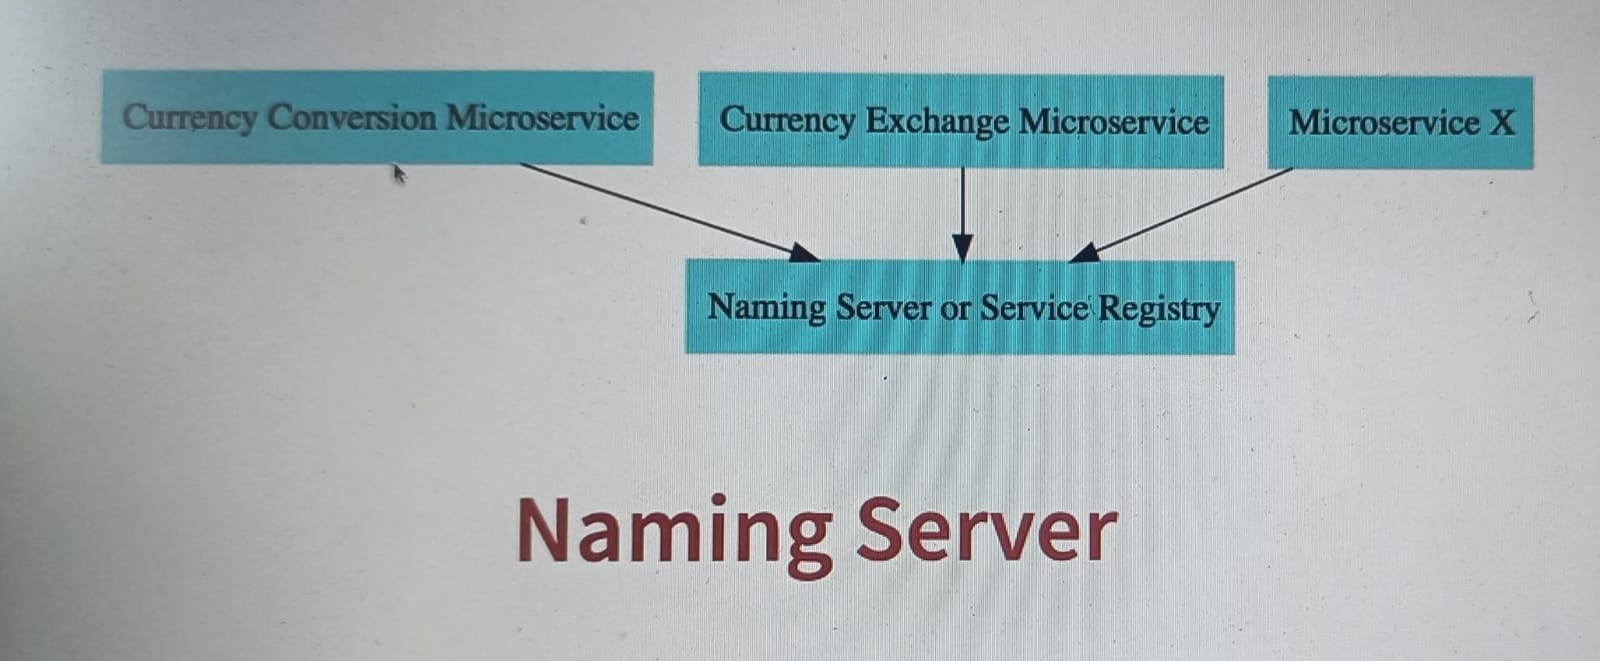 Currency Conversion Microservice
Currency Exchange Microservice
Microservice X
Naming Server or Service Registry
Naming Server